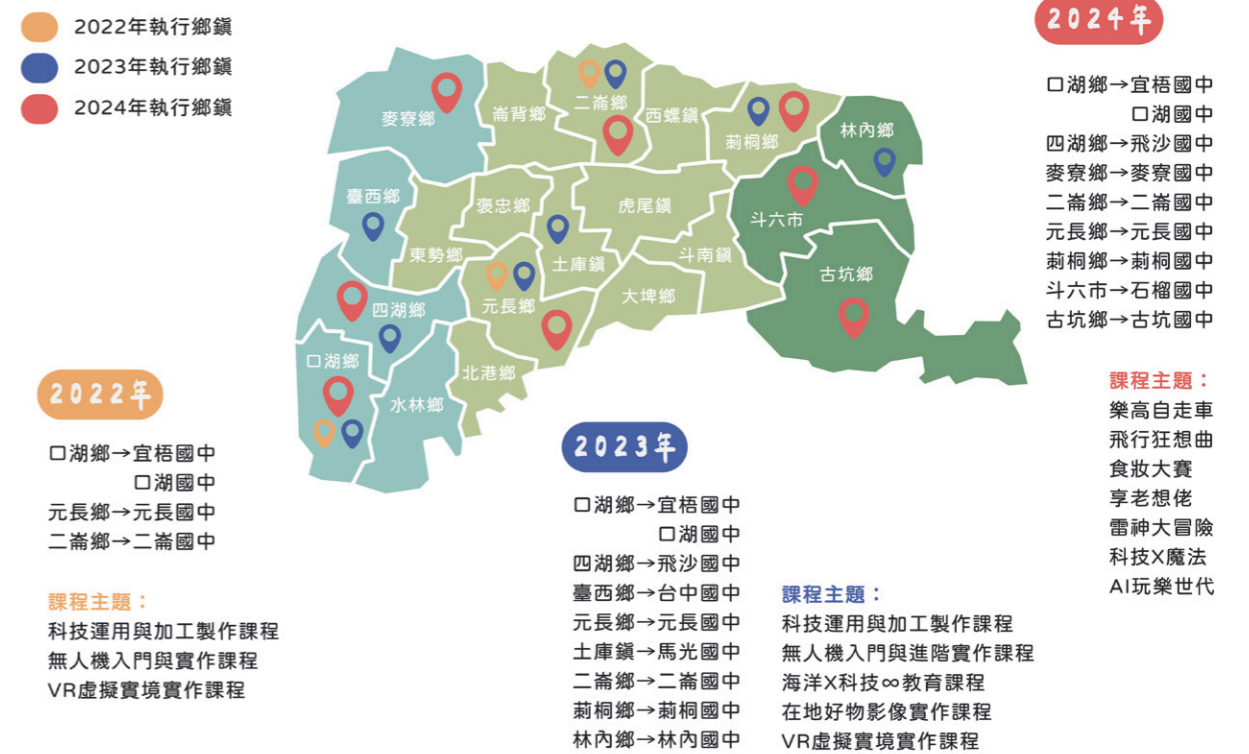 2022年執行鄉鎮
2023年執行鄉鎮
2024年執行鄉鎮
麥寮鄉
崙背鄉
二崙鄉
西螺鎮
莿桐鄉
林內鄉
臺西鄉
褒忠鄉
虎尾鎮
斗六市
東勢鄉
土庫鎮
斗南鎮
古坑鄉
四湖鄉
元長鄉
大埤鄉
口湖鄉
北港鄉
水林鄉
2022年
口湖鄉→宜梧國中
口湖國中
元長鄉→元長國中
二崙鄉→二崙國中
課程主題：
科技運用與加工製作課程
無人機入門與實作課程
VR虛擬實境實作課程
2023年
口湖鄉→宜梧國中
口湖國中
四湖鄉→飛沙國中
臺西鄉→台中國中
元長鄉→元長國中
土庫鎮→馬光國中
二崙鄉→二崙國中
莿桐鄉→莿桐國中
林內鄉→林內國中
課程主題：
科技運用與加工製作課程
無人機入門與進階實作課程
海洋X科技∞教育課程
在地好物影像實作課程
VR虛擬實境實作課程
2024年
口湖鄉→宜梧國中
口湖國中
四湖鄉→飛沙國中
麥寮鄉→麥寮國中
二崙鄉→二崙國中
元長鄉→元長國中
莿桐鄉→莿桐國中
斗六市→石榴國中
古坑鄉→古坑國中
課程主題：
樂高自走車
飛行狂想曲
食妝大賽
享老想佬
雷神大冒險
科技X魔法
AI玩樂世代